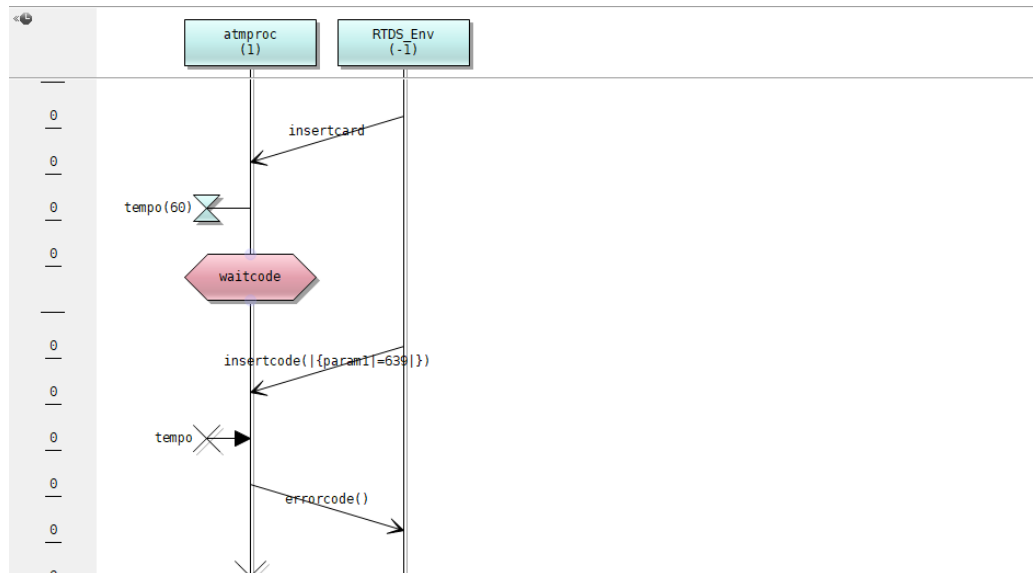 «
atmproc
(1)
RTDS_Env
(-1)
0
insertcard
0
tempo(60)
0
0
waitcode
0
insertcode(|{param1|=639|})
0
tempo
0
0
errorcode()
0